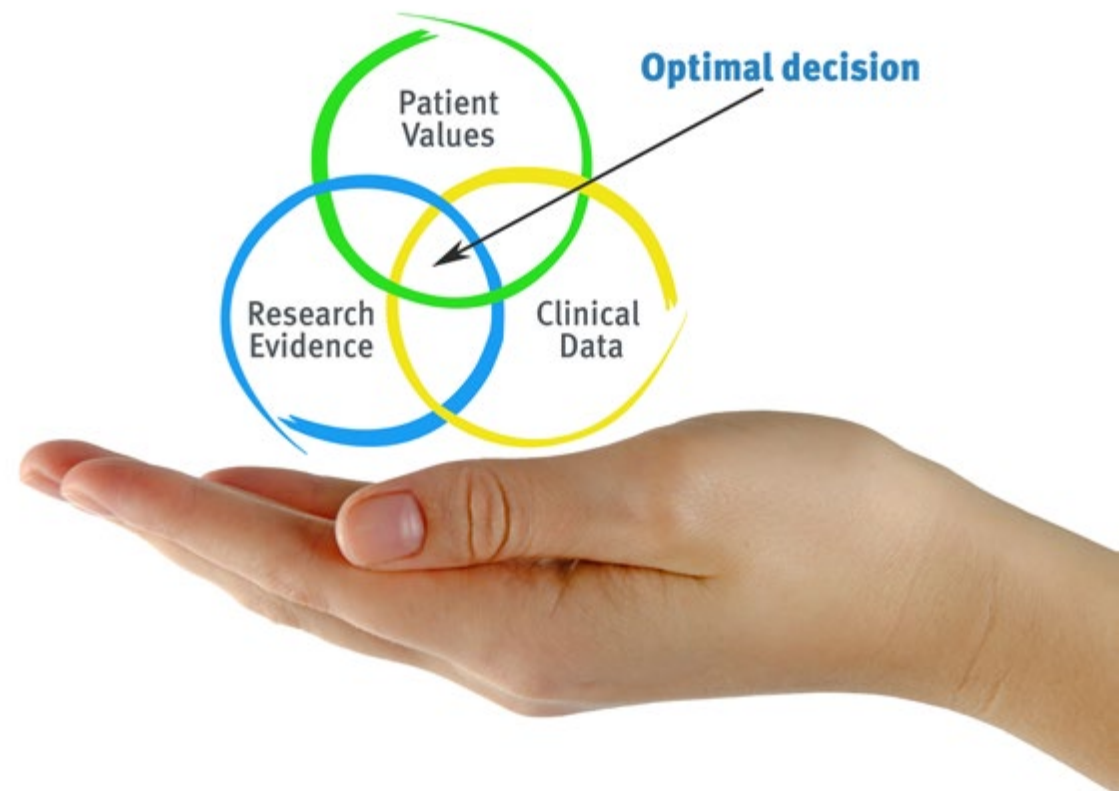 Optimal decision
Patient
Values
Research
Evidence
Clinical
Data